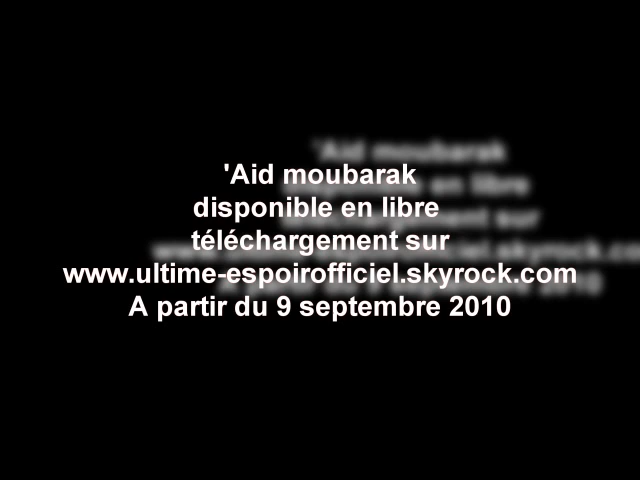 'Aid moubarak
disponible en libre
téléchargement sur
www.ultime-espoirofficiel.skyrock.com
A partir du 9 septembre 2010